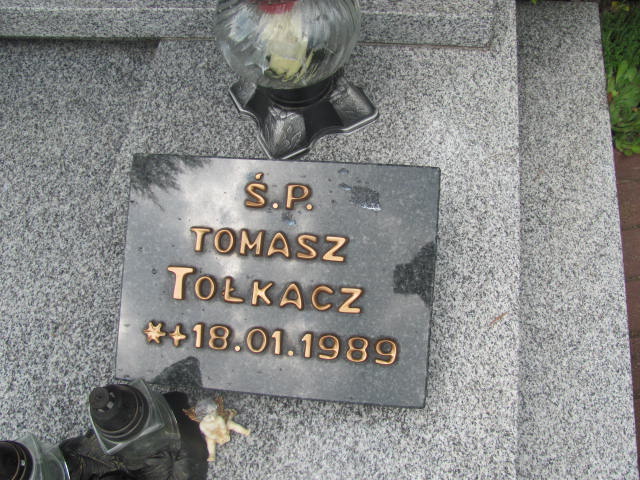 Ś.P.
TOMASZ
TOŁKACZ
*+18.01.1989